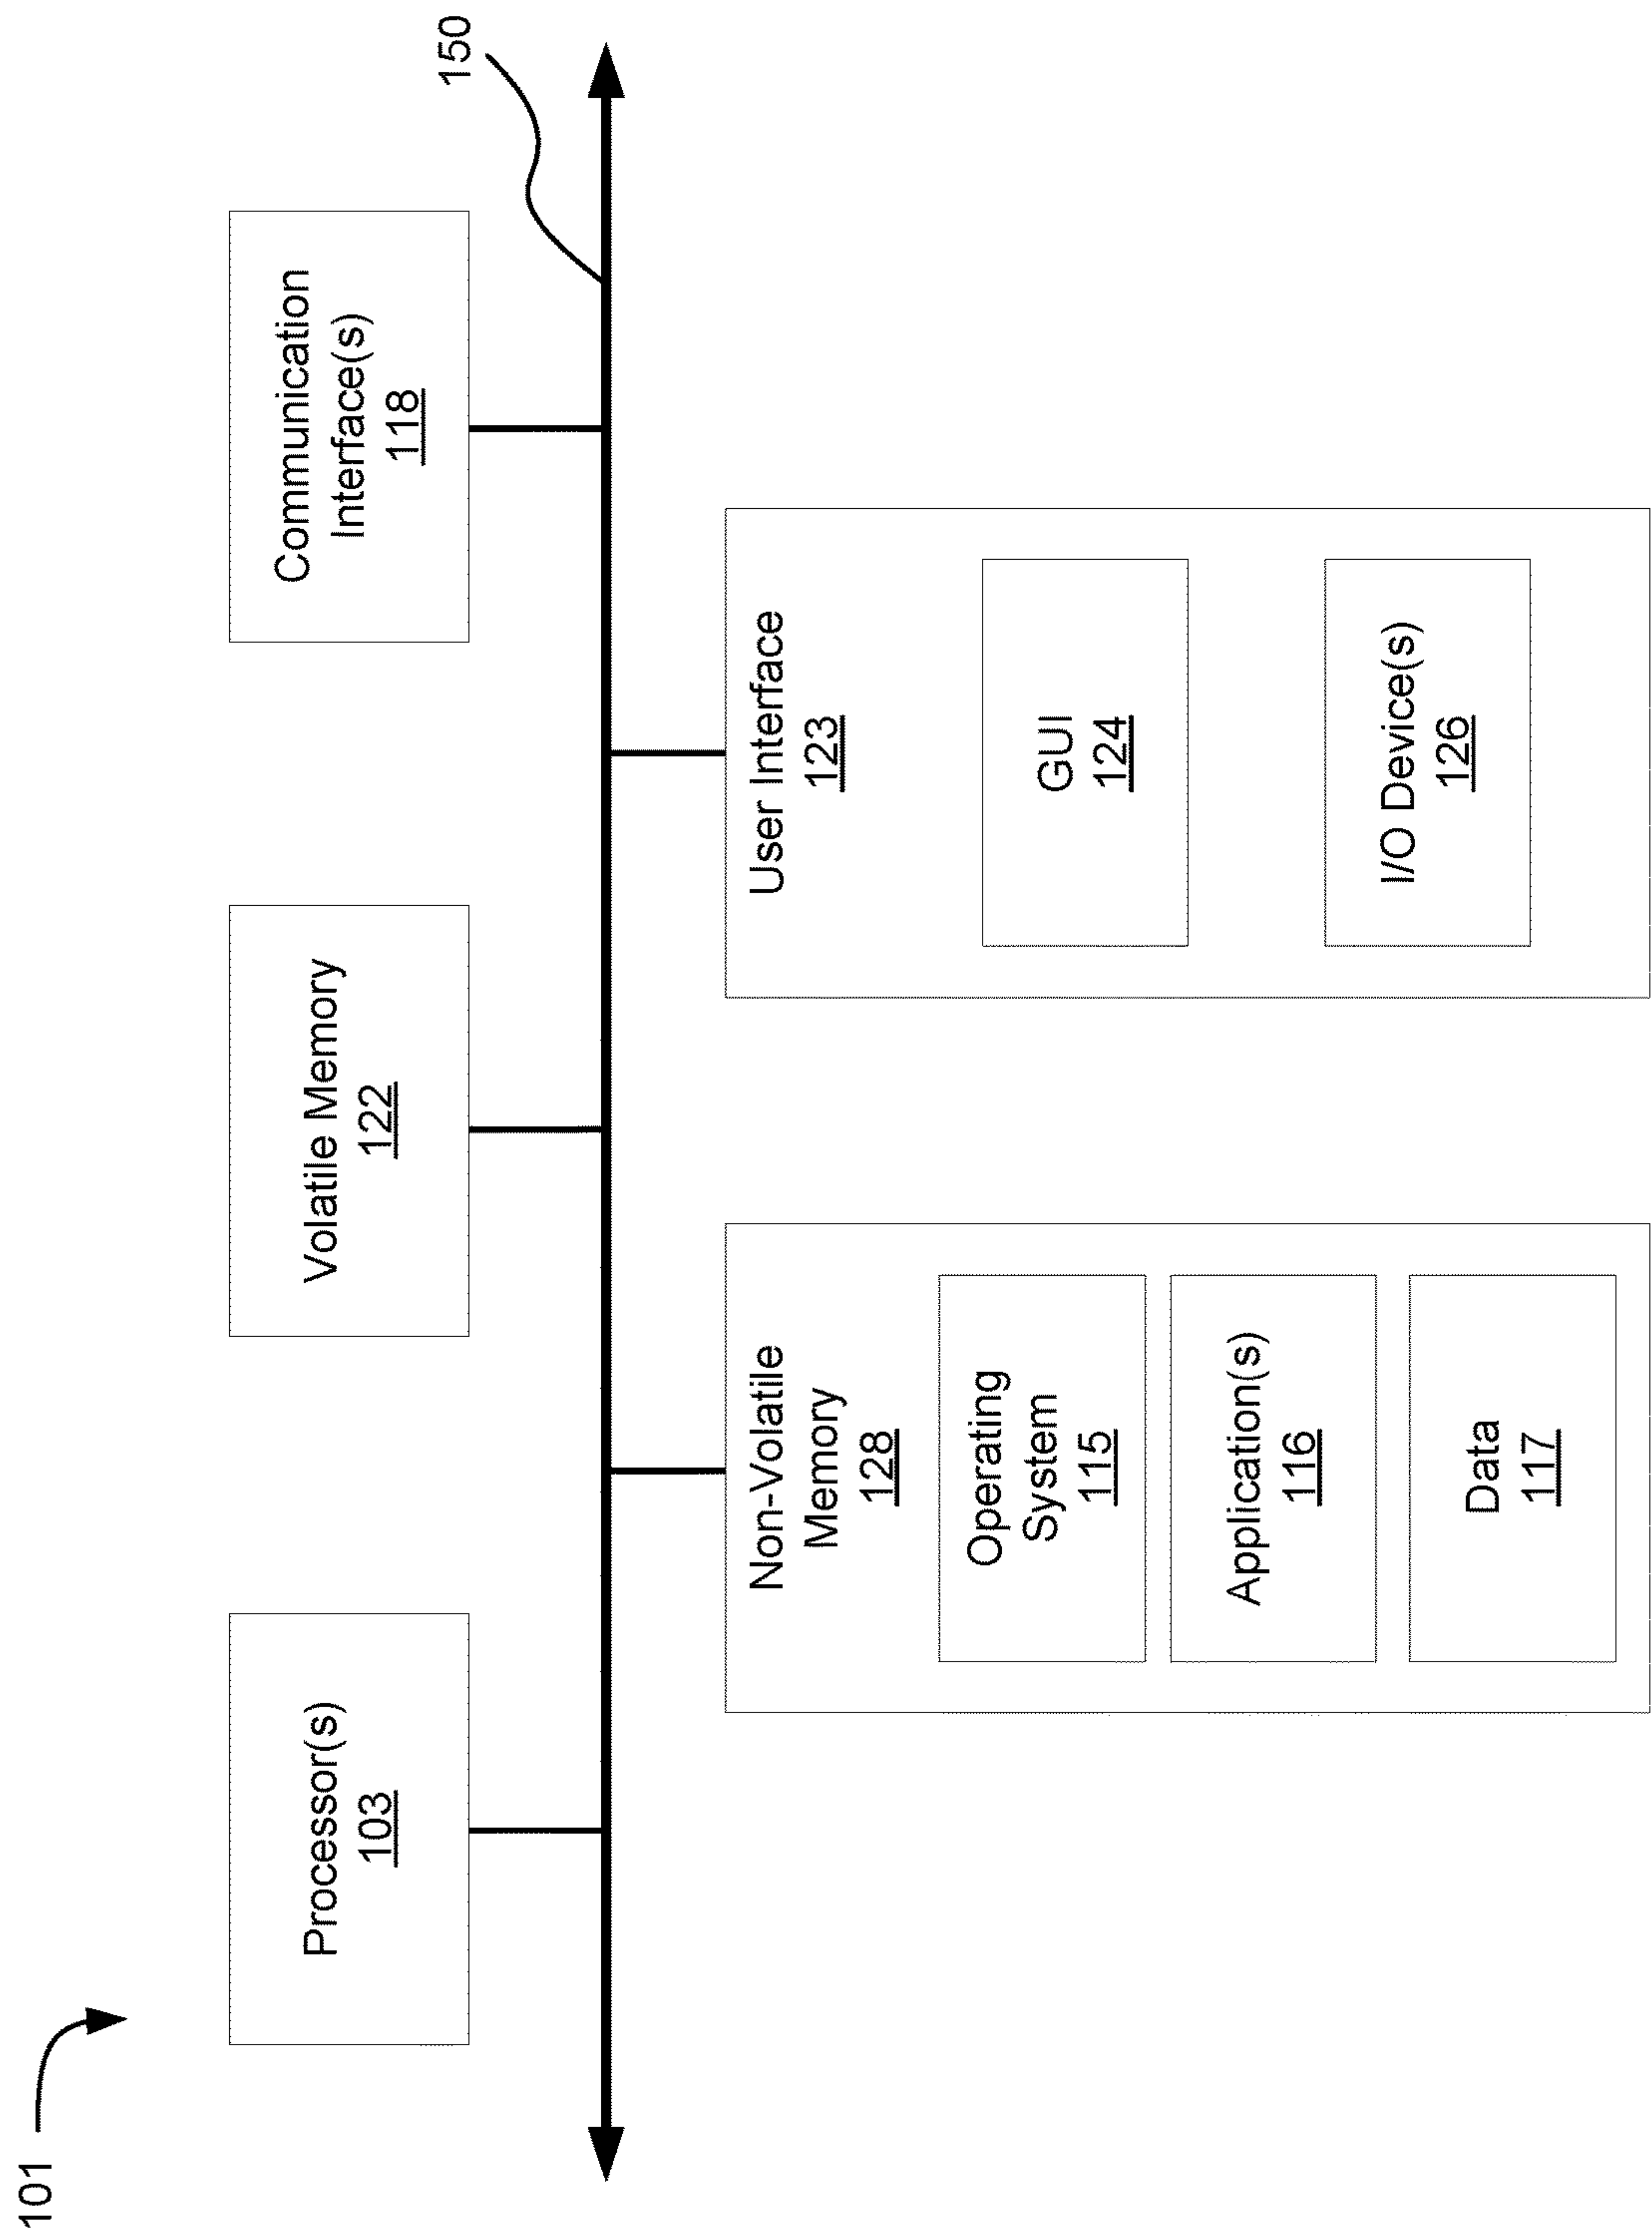 101
Processor(s)
103
Volatile Memory
122
Communication
Interface(s)
118
150
Non-Volatile
Memory
128
Operating
System
115
Application(s)
116
Data
117
User Interface
123
GUI
124
I/O Device(s)
126